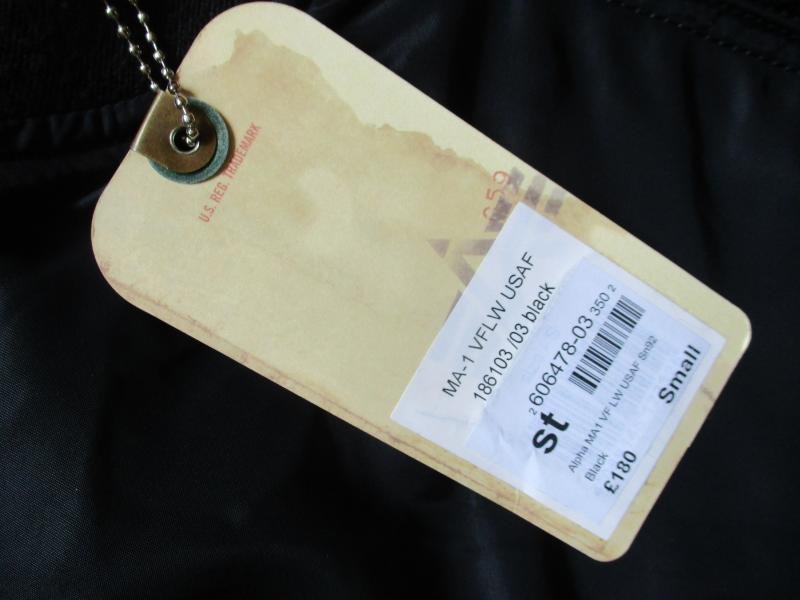 U.S. REG. TRADEMARK
MA-1 VFLW USAF
186103 /03 black
2 606478-03 350 2
st
Alpha MA1 VF LW USAF Sn92
Black
£180
Small